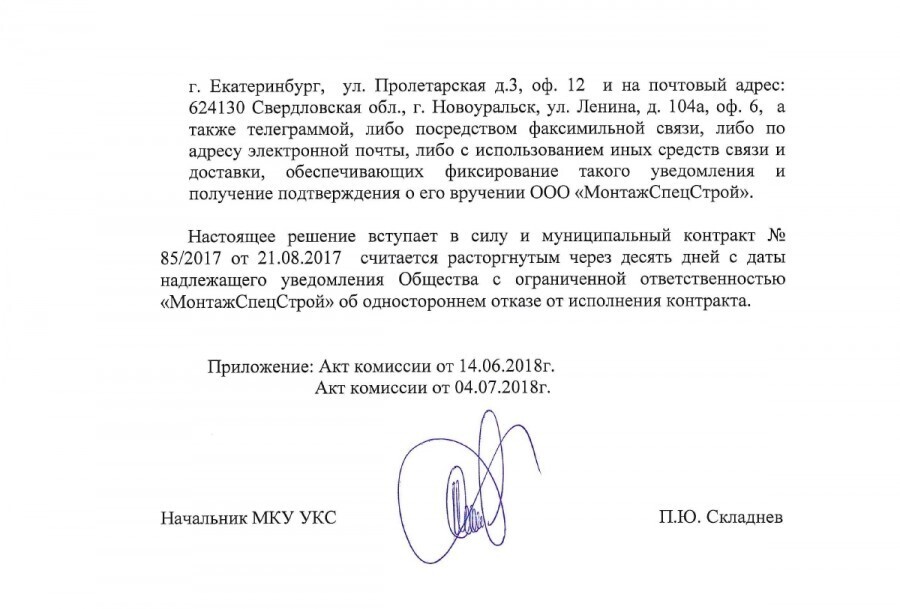 г. Екатеринбург, ул. Пролетарская д.3, оф. 12 и на почтовый адрес:
624130 Свердловская обл., г. Новоуральск, ул. Ленина, д. 104а, оф. 6, а
также телеграммой, либо посредством факсимильной связи, либо по
адресу электронной почты, либо с использованием иных средств связи и
доставки, обеспечивающих фиксирование такого уведомления и
получение подтверждения о его вручении ООО «МонтажСпецСтрой».
Настоящее решение вступает в силу и муниципальный контракт №
85/2017 от 21.08.2017 считается расторгнутым через десять дней с даты
надлежащего уведомления Общества с ограниченной ответственностью
«МонтажСпецСтрой» об одностороннем отказе от исполнения контракта.
Приложение: Акт комиссии от 14.06.2018г.
Акт комиссии от 04.07.2018г.
Начальник МКУ УКС П.Ю. Складнев